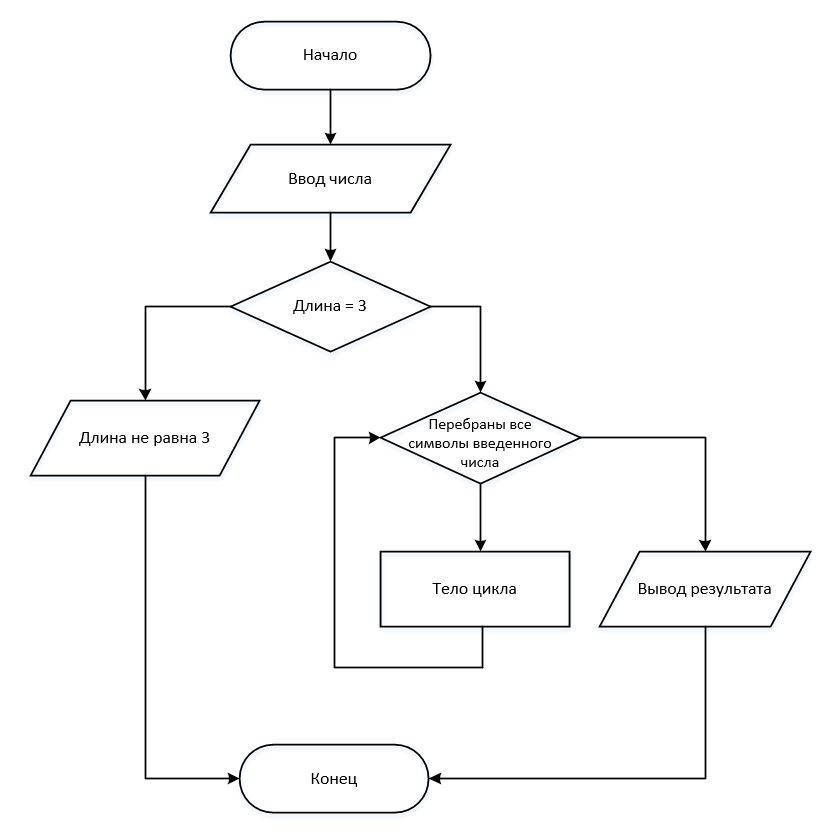 Начало
Ввод числа
Длина = 3
Длина не равна 3
Перебраны все
символы введенного
числа
Тело цикла
Вывод результата
Конец